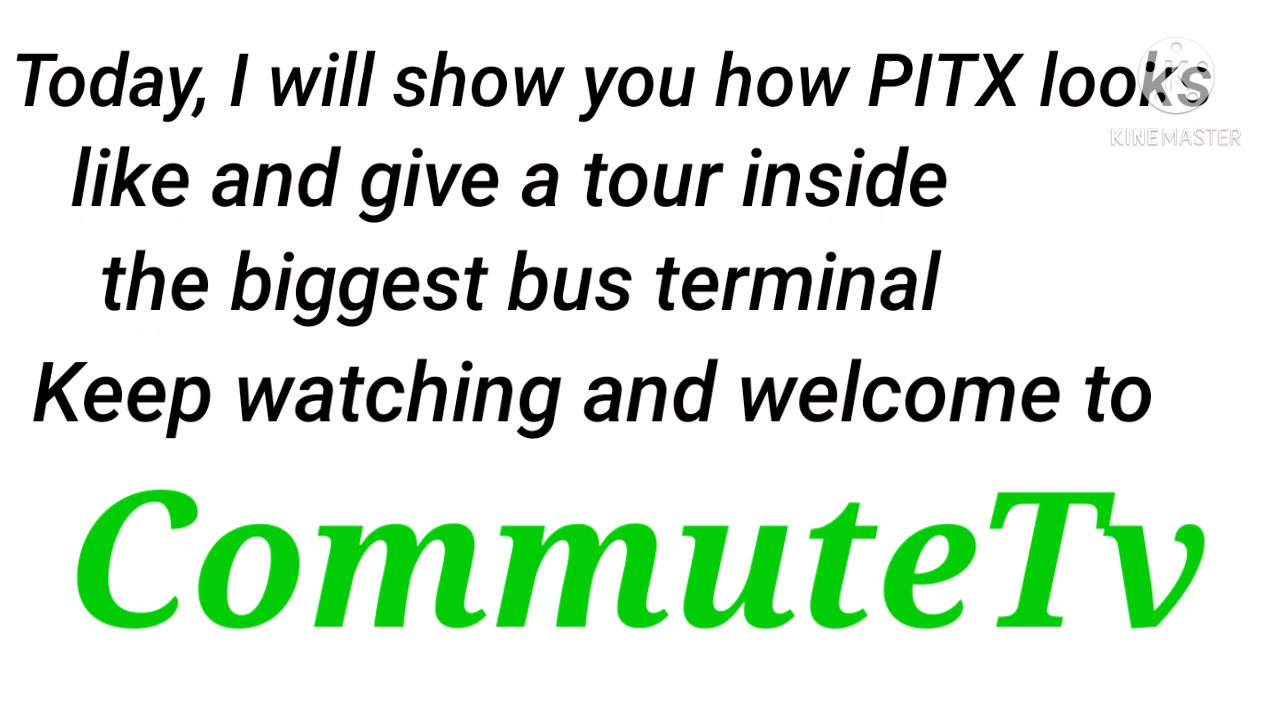 Today, I will show you how PITX looks
KS
KINEMASTER
like and give a tour inside
the biggest bus terminal
Keep watching and welcome to
CommuteTv